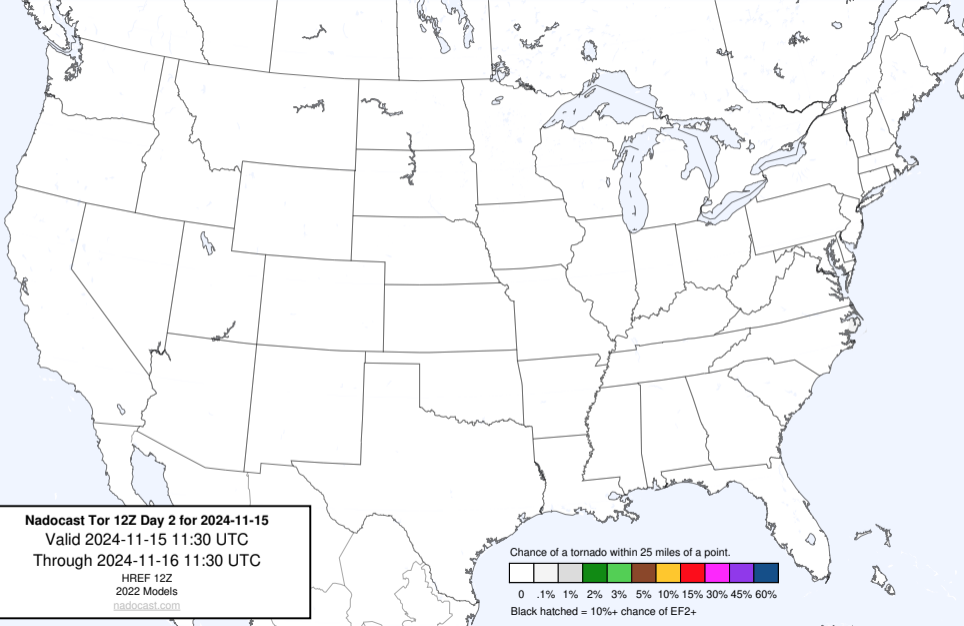 Nadocast Tor 12Z Day 2 for 2024-11-15
Valid 2024-11-15 11:30 UTC
Through 2024-11-16 11:30 UTC
HREF 12Z
2022 Models
nadocast.com
Chance of a tornado within 25 miles of a point.
0 .1% 1% 2% 3% 5% 10% 15% 30% 45% 60%
Black hatched = 10%+ chance of EF2+